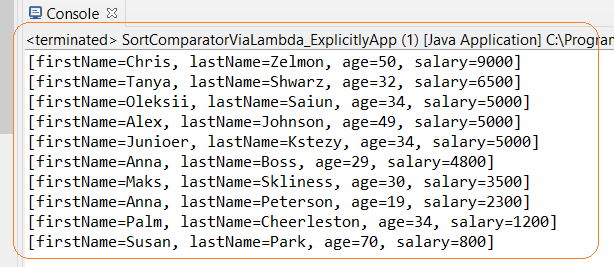 Console
<terminated> SortComparatorViaLambda_ExplicitlyApp (1) [Java Application] C:\Program
[firstName=Chris, lastName=Zelmon, age=50, salary=9000]
[firstName=Tanya, lastName=Shwarz, age=32, salary=6500]
[firstName=Oleksii, lastName=Saiun, age=34, salary=5000]
[firstName=Alex, lastName=Johnson, age=49, salary=5000]
[firstName=Junioer, lastName=Kstezy, age=34, salary=5000]
[firstName=Anna, lastName=Boss, age=29, salary=4800]
[firstName=Maks, lastName=Skliness, age=30, salary=3500]
[firstName=Anna, lastName=Peterson, age=19, salary=2300]
[firstName=Palm, lastName=Cheerleston, age=34, salary=1200]
[firstName=Susan, lastName=Park, age=70, salary=800]